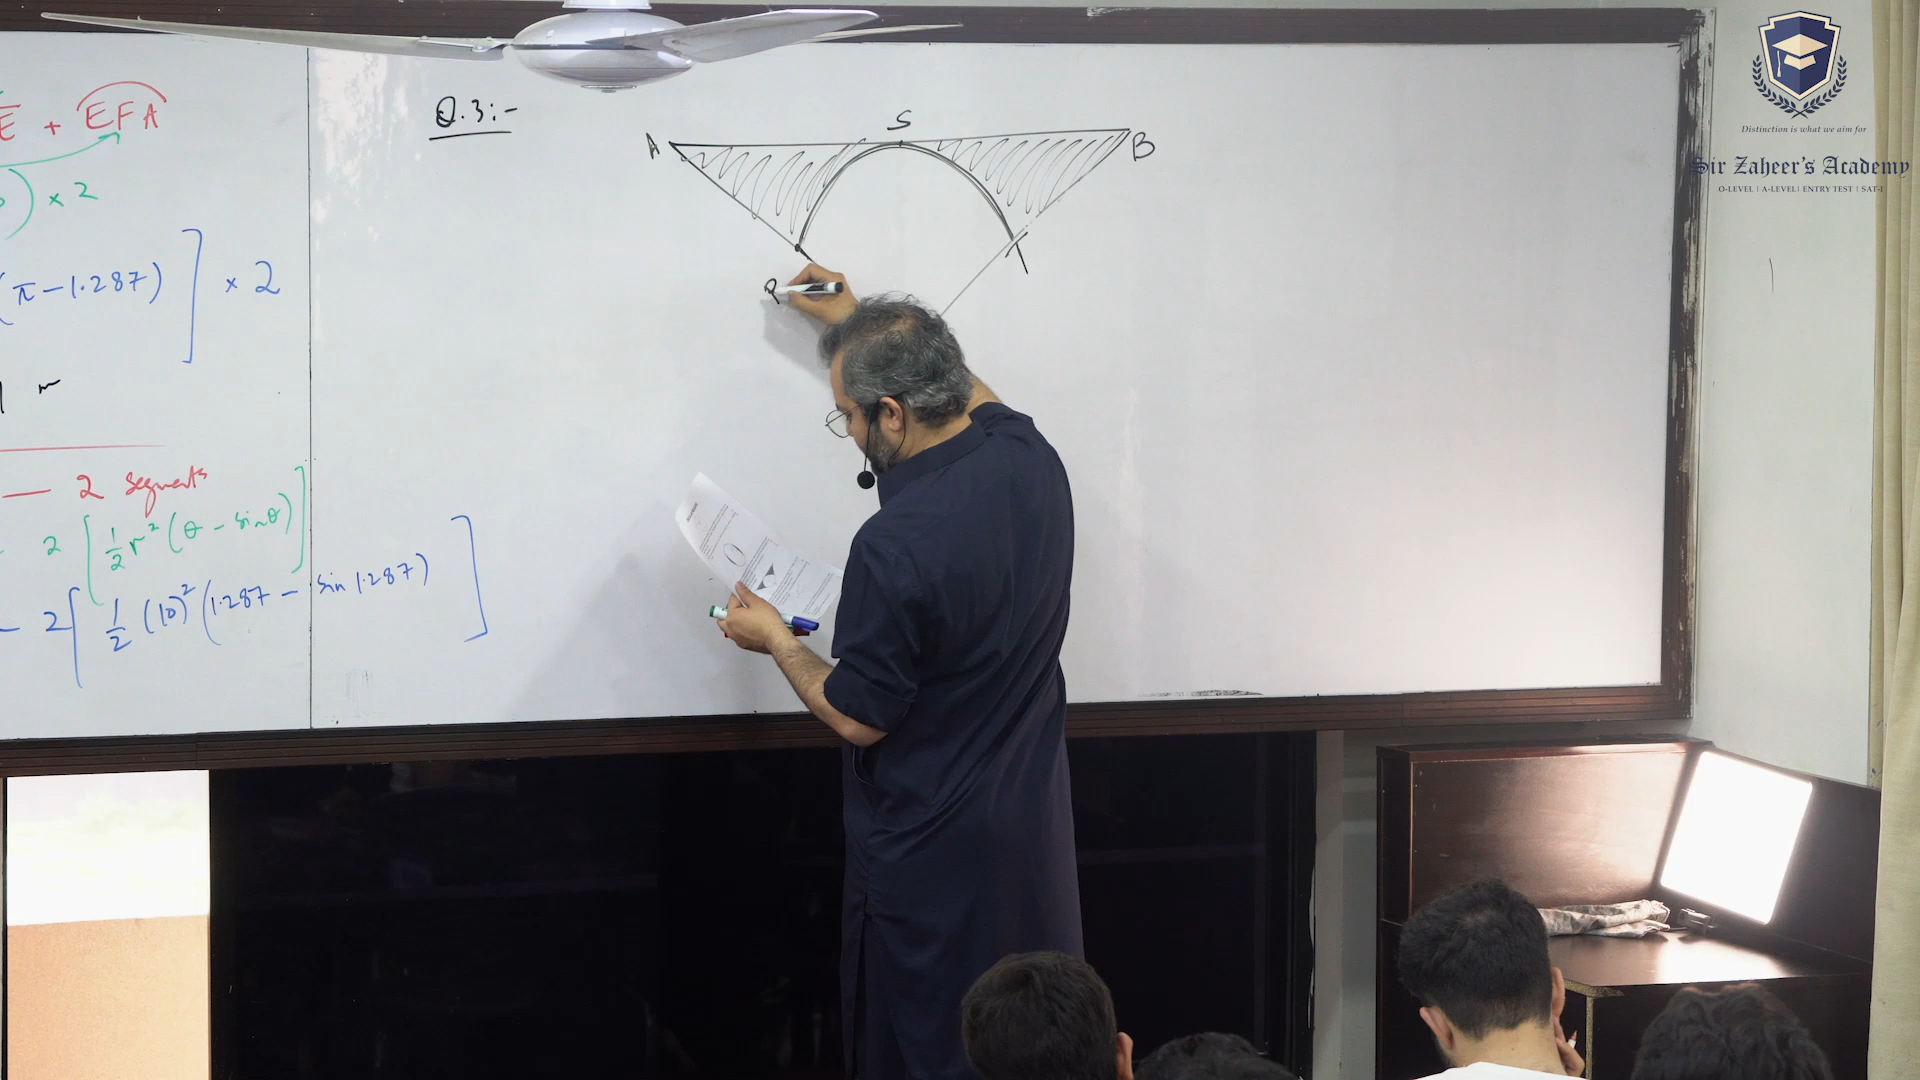 E + EFA
) × 2
(π - 1.287) ] × 2
— 2 segments
2 [ 1/2 r² (θ - sinθ) ]
- 2 [ 1/2 (10)² (1.287 - sin 1.287) ]
Q.3:-
S
A
B
P
Distinction is what we aim for
Sir Zaheer's Academy
O-LEVEL | A-LEVEL | ENTRY TEST | SAT-I